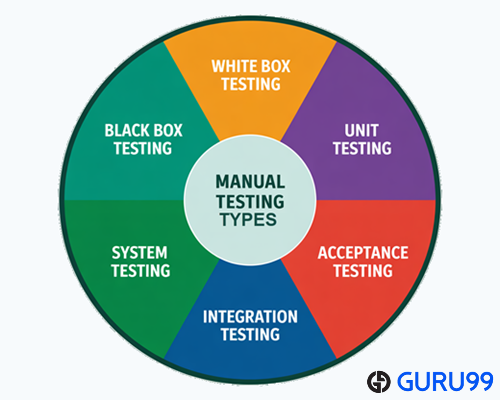 WHITE BOX
TESTING
BLACK BOX
TESTING
UNIT
TESTING
MANUAL
TESTING
TYPES
SYSTEM
TESTING
ACCEPTANCE
TESTING
INTEGRATION
TESTING
GURU99